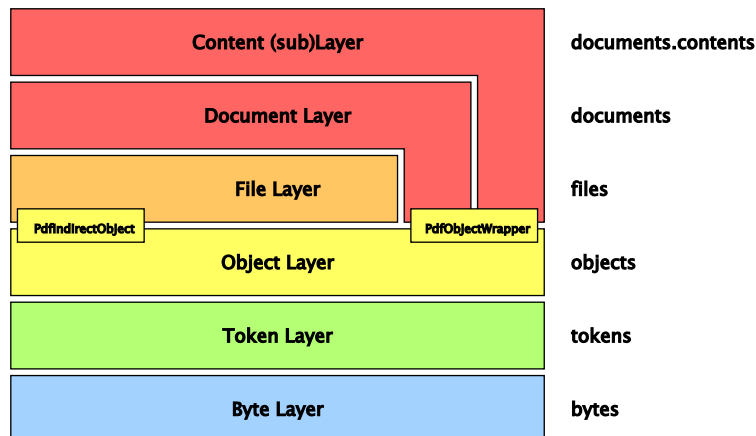 Content (sub)Layer documents.contents
Document Layer documents
File Layer files
PdfIndirectObject PdfObjectWrapper
Object Layer objects
Token Layer tokens
Byte Layer bytes